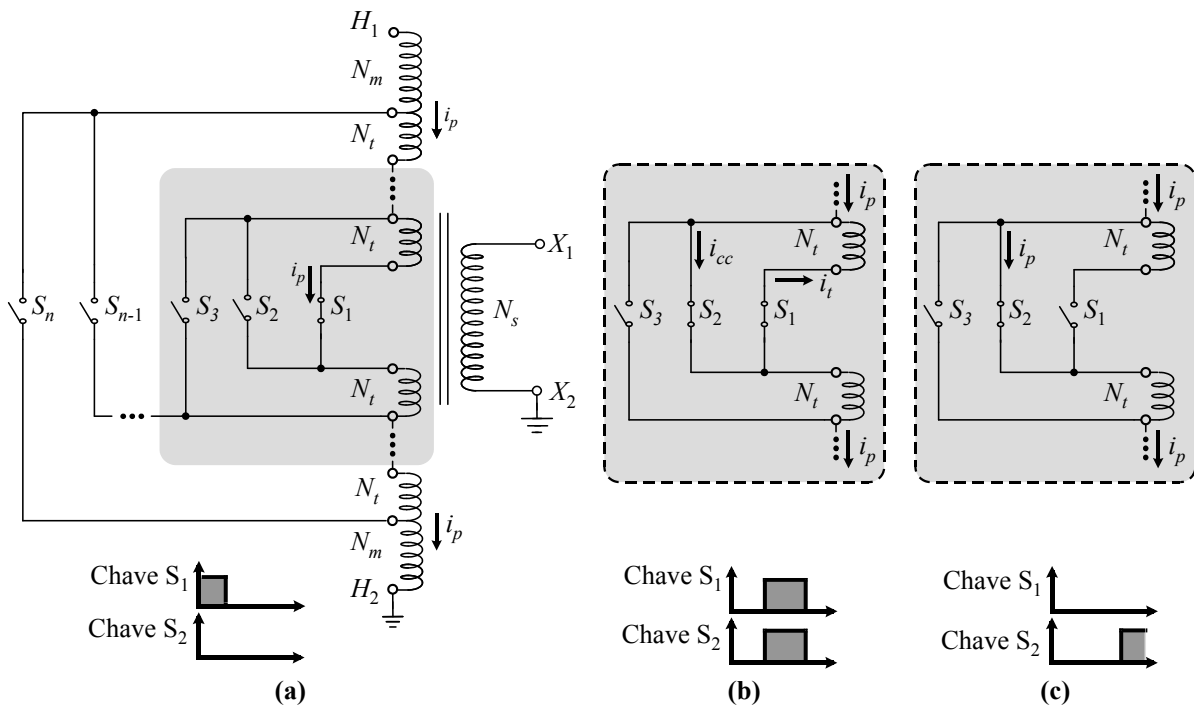 H1
Nm
ip
Nt
Nt
ip
Sn
Sn-1
S3
S2
S1
Ns
X1
X2
Nt
Nt
ip
Nm
H2
Chave S1
Chave S2
(a)
ip
Nt
icc
it
S3
S2
S1
Nt
ip
Chave S1
Chave S2
(b)
ip
Nt
ip
S3
S2
S1
Nt
ip
Chave S1
Chave S2
(c)